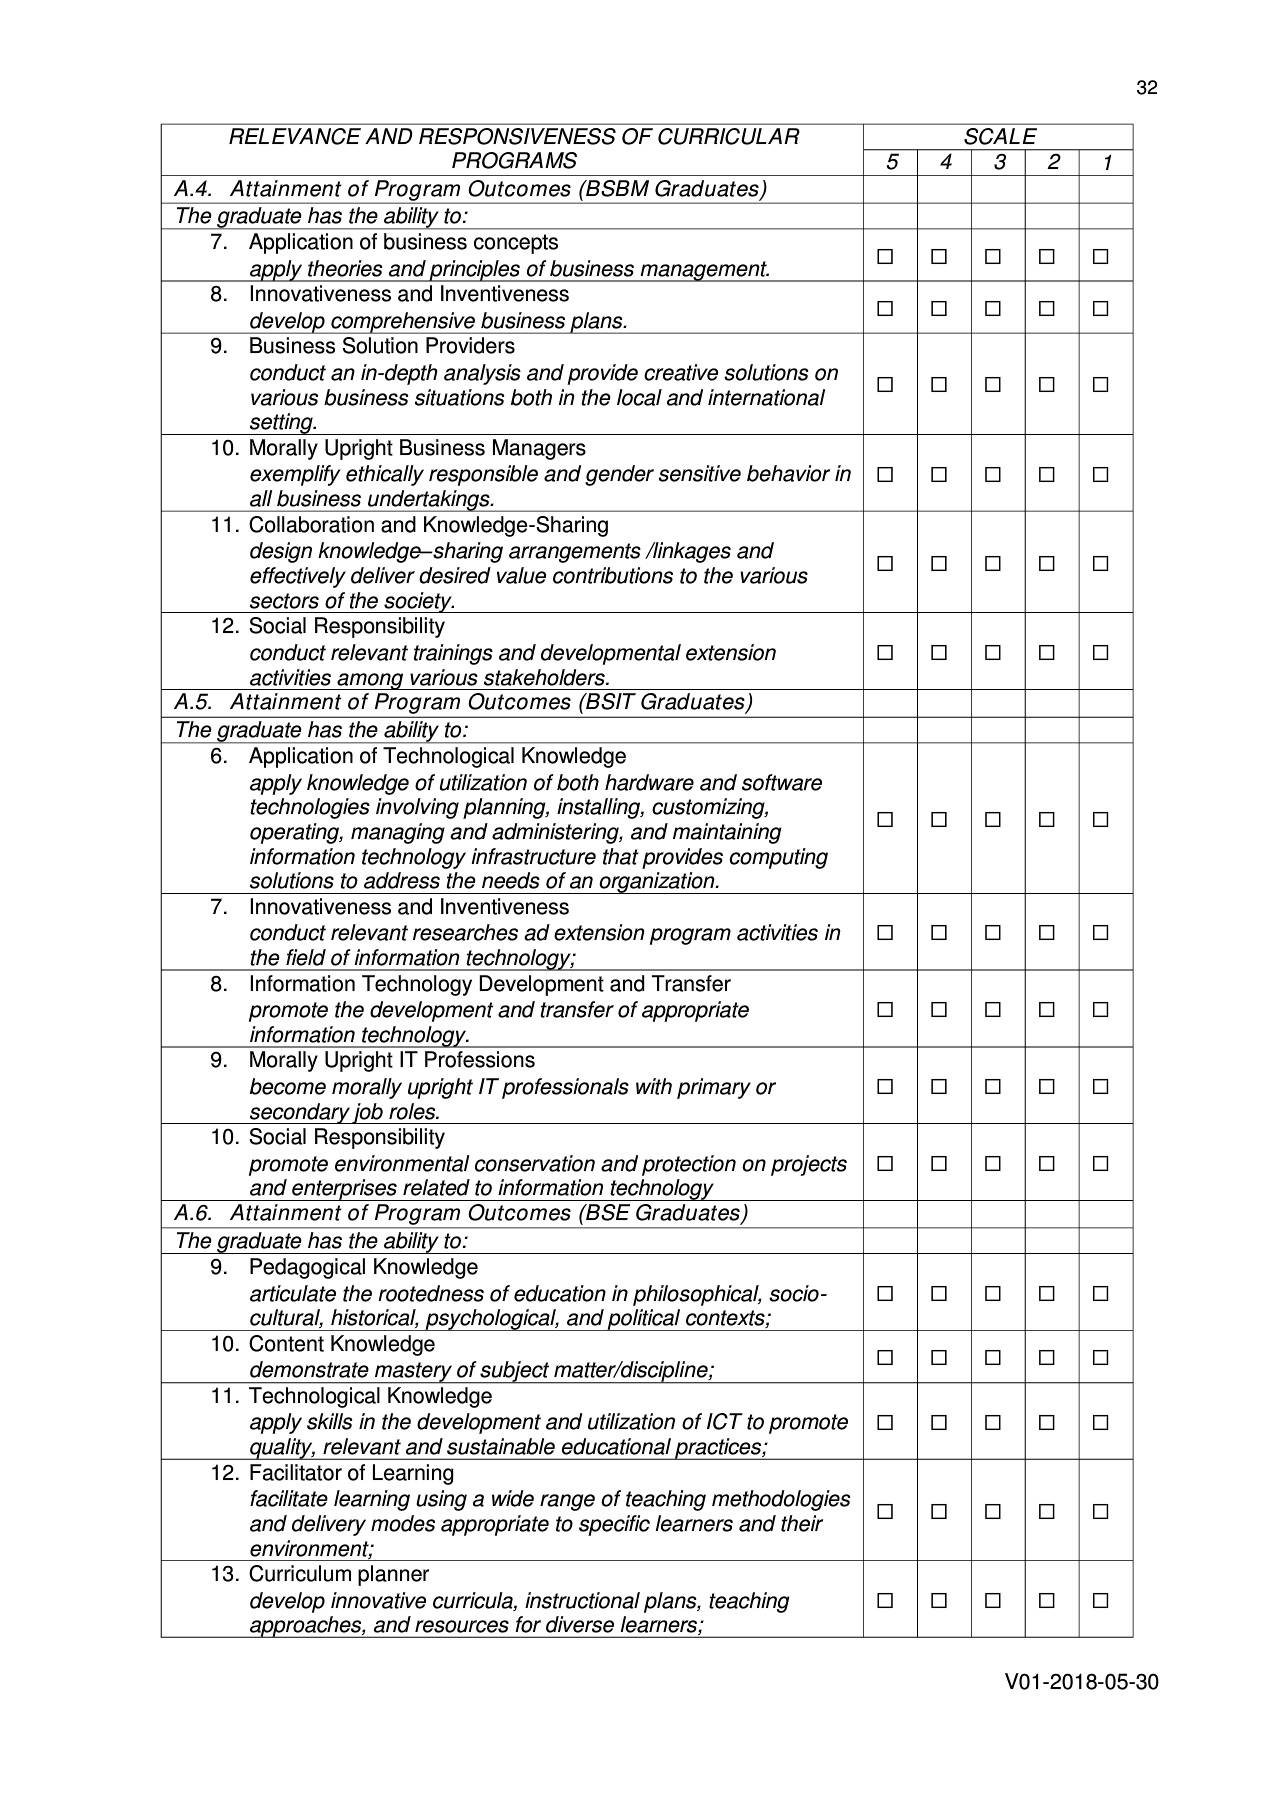 32
RELEVANCE AND RESPONSIVENESS OF CURRICULAR
PROGRAMS
SCALE
5 4 3 2 1
A.4. Attainment of Program Outcomes (BSBM Graduates)
The graduate has the ability to:
7. Application of business concepts
apply theories and principles of business management.
☐ ☐ ☐ ☐ ☐
8. Innovativeness and Inventiveness
develop comprehensive business plans.
☐ ☐ ☐ ☐ ☐
9. Business Solution Providers
conduct an in-depth analysis and provide creative solutions on
various business situations both in the local and international
setting.
☐ ☐ ☐ ☐ ☐
10. Morally Upright Business Managers
exemplify ethically responsible and gender sensitive behavior in
all business undertakings.
☐ ☐ ☐ ☐ ☐
11. Collaboration and Knowledge-Sharing
design knowledge–sharing arrangements /linkages and
effectively deliver desired value contributions to the various
sectors of the society.
☐ ☐ ☐ ☐ ☐
12. Social Responsibility
conduct relevant trainings and developmental extension
activities among various stakeholders.
☐ ☐ ☐ ☐ ☐
A.5. Attainment of Program Outcomes (BSIT Graduates)
The graduate has the ability to:
6. Application of Technological Knowledge
apply knowledge of utilization of both hardware and software
technologies involving planning, installing, customizing,
operating, managing and administering, and maintaining
information technology infrastructure that provides computing
solutions to address the needs of an organization.
☐ ☐ ☐ ☐ ☐
7. Innovativeness and Inventiveness
conduct relevant researches ad extension program activities in
the field of information technology;
☐ ☐ ☐ ☐ ☐
8. Information Technology Development and Transfer
promote the development and transfer of appropriate
information technology.
☐ ☐ ☐ ☐ ☐
9. Morally Upright IT Professions
become morally upright IT professionals with primary or
secondary job roles.
☐ ☐ ☐ ☐ ☐
10. Social Responsibility
promote environmental conservation and protection on projects
and enterprises related to information technology
☐ ☐ ☐ ☐ ☐
A.6. Attainment of Program Outcomes (BSE Graduates)
The graduate has the ability to:
9. Pedagogical Knowledge
articulate the rootedness of education in philosophical, socio-
cultural, historical, psychological, and political contexts;
☐ ☐ ☐ ☐ ☐
10. Content Knowledge
demonstrate mastery of subject matter/discipline;
☐ ☐ ☐ ☐ ☐
11. Technological Knowledge
apply skills in the development and utilization of ICT to promote
quality, relevant and sustainable educational practices;
☐ ☐ ☐ ☐ ☐
12. Facilitator of Learning
facilitate learning using a wide range of teaching methodologies
and delivery modes appropriate to specific learners and their
environment;
☐ ☐ ☐ ☐ ☐
13. Curriculum planner
develop innovative curricula, instructional plans, teaching
approaches, and resources for diverse learners;
☐ ☐ ☐ ☐ ☐
V01-2018-05-30